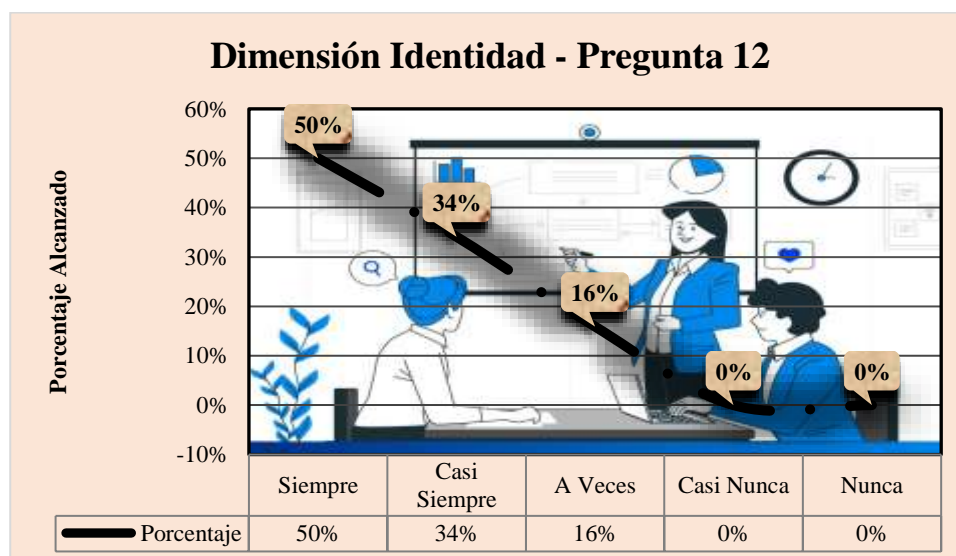 Dimensión Identidad - Pregunta 12
Porcentaje Alcanzado
60%
50%
40%
30%
20%
10%
0%
-10%
50%
34%
16%
0%
0%
Siempre
Casi
Siempre
A Veces
Casi Nunca
Nunca
Porcentaje
50%
34%
16%
0%
0%